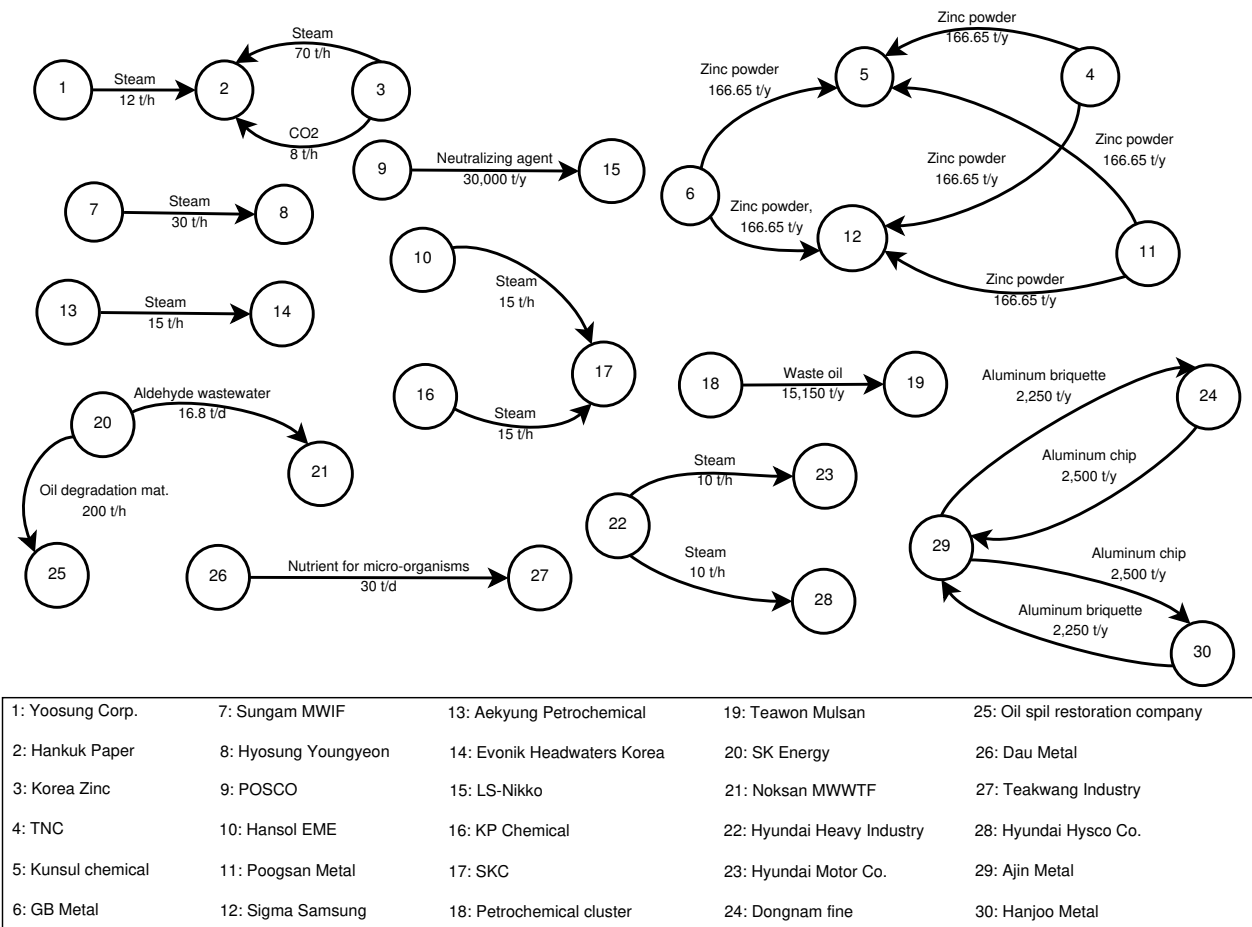 Steam
70 t/h
Zinc powder
166.65 t/y
1
Steam
12 t/h
2
3
CO2
8 t/h
Zinc powder
166.65 t/y
5
4
9
Neutralizing agent
30,000 t/y
15
Zinc powder
166.65 t/y
Zinc powder
166.65 t/y
6
Zinc powder,
166.65 t/y
12
11
Zinc powder
166.65 t/y
7
Steam
30 t/h
8
10
Steam
15 t/h
13
Steam
15 t/h
14
17
16
Steam
15 t/h
18
Waste oil
15,150 t/y
19
Aluminum briquette
2,250 t/y
24
Aluminum chip
2,500 t/y
20
Aldehyde wastewater
16.8 t/d
21
Oil degradation mat.
200 t/h
25
22
Steam
10 t/h
23
Steam
10 t/h
28
26
Nutrient for micro-organisms
30 t/d
27
29
Aluminum chip
2,500 t/y
Aluminum briquette
2,250 t/y
30
1: Yoosung Corp.
2: Hankuk Paper
3: Korea Zinc
4: TNC
5: Kunsul chemical
6: GB Metal
7: Sungam MWIF
8: Hyosung Youngyeon
9: POSCO
10: Hansol EME
11: Poogsan Metal
12: Sigma Samsung
13: Aekyung Petrochemical
14: Evonik Headwaters Korea
15: LS-Nikko
16: KP Chemical
17: SKC
18: Petrochemical cluster
19: Teawon Mulsan
20: SK Energy
21: Noksan MWWTF
22: Hyundai Heavy Industry
23: Hyundai Motor Co.
24: Dongnam fine
25: Oil spil restoration company
26: Dau Metal
27: Teakwang Industry
28: Hyundai Hysco Co.
29: Ajin Metal
30: Hanjoo Metal